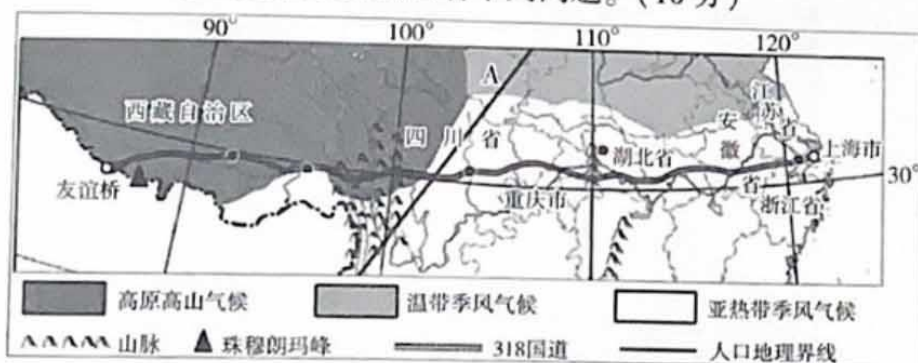 90°
100°
110°
120°
A
西藏自治区
四川省
湖北省
安徽省
江苏省
上海市
友谊桥
重庆市
浙江省
30°
高原高山气候
温带季风气候
亚热带季风气候
山脉
珠穆朗玛峰
318国道
人口地理界线